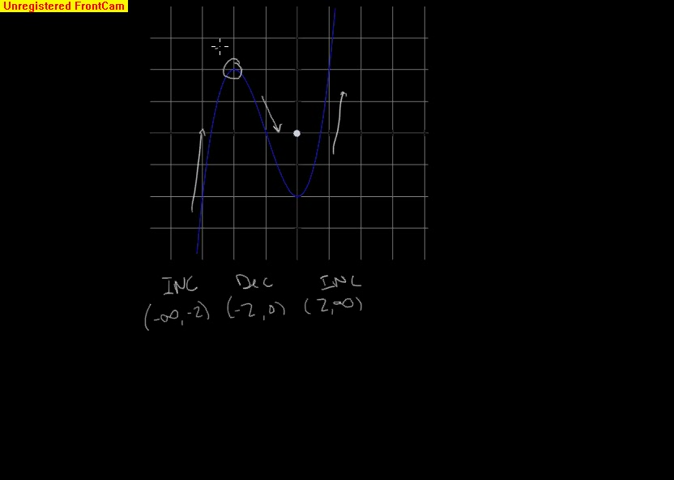 Unregistered FrontCam
INC DEC INC
(-∞,-2) (-2,0) (2,∞)